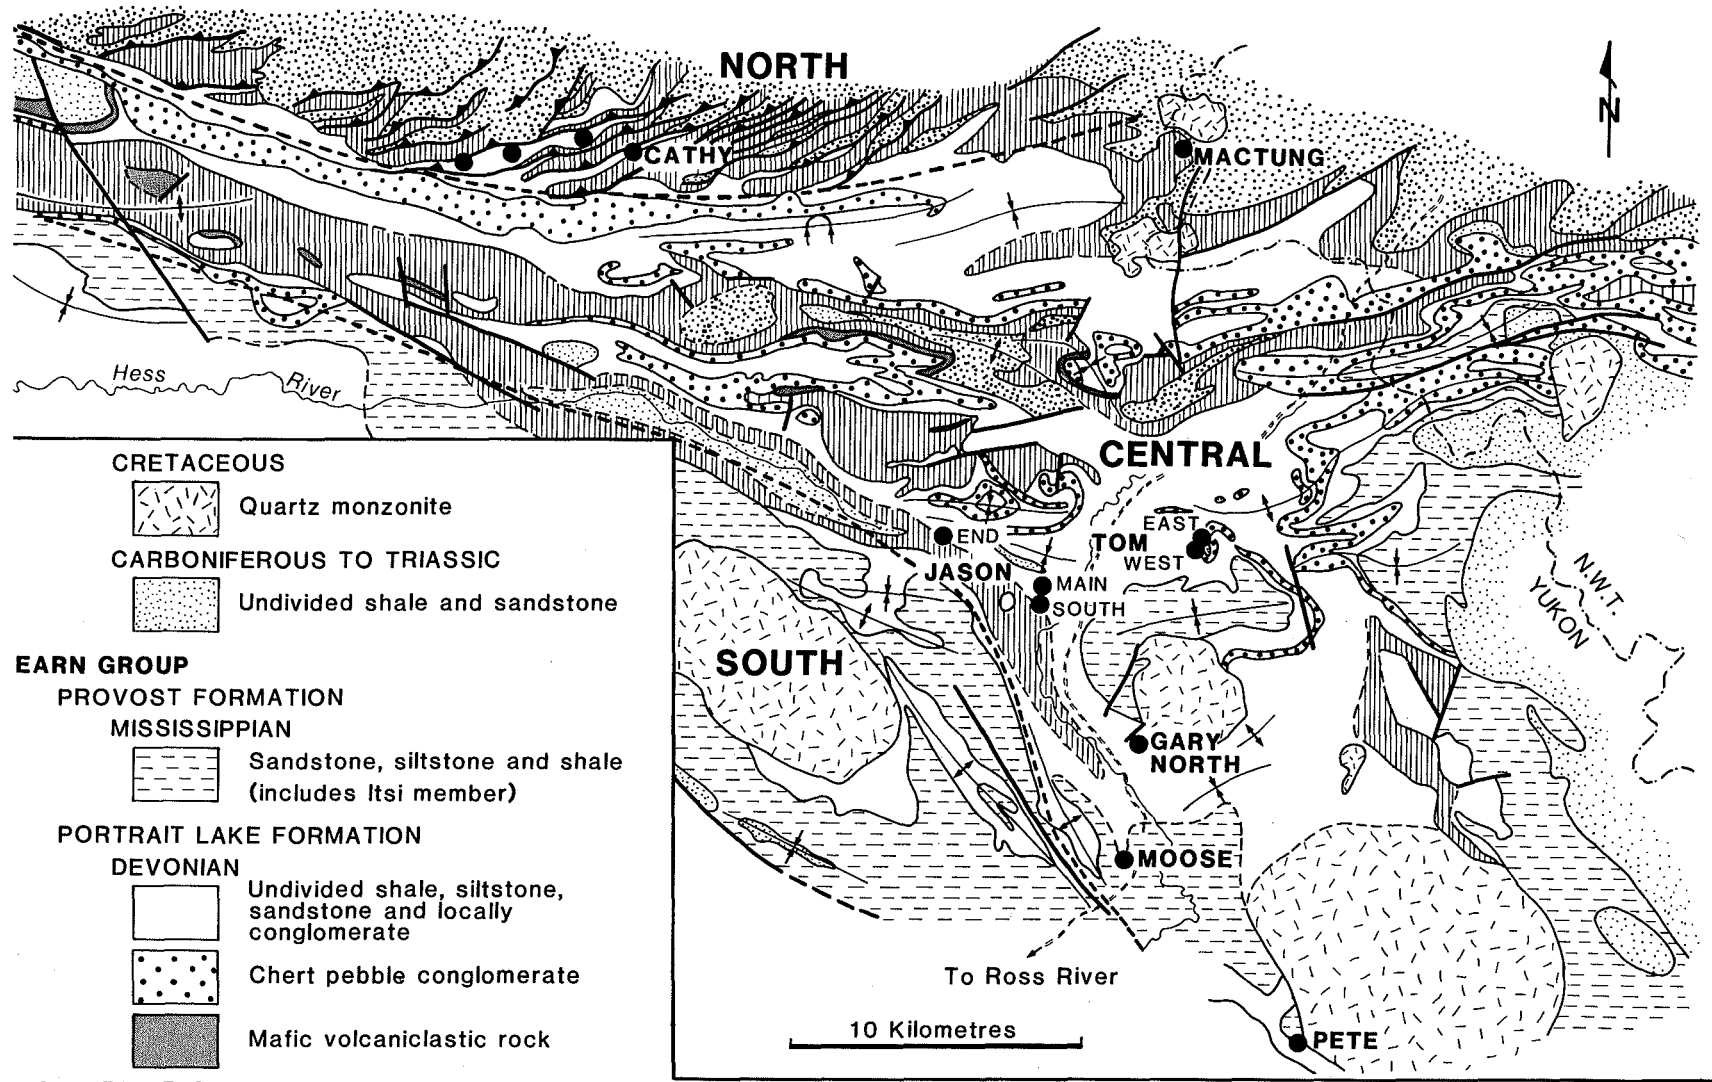 NORTH
N
CATHY
MACTUNG
Hess
River
CENTRAL
END
EAST
TOM
WEST
JASON
MAIN
SOUTH
N.W.T.
YUKON
SOUTH
GARY
NORTH
MOOSE
To Ross River
10 Kilometres
PETE
CRETACEOUS
Quartz monzonite
CARBONIFEROUS TO TRIASSIC
Undivided shale and sandstone
EARN GROUP
PROVOST FORMATION
MISSISSIPPIAN
Sandstone, siltstone and shale
(includes Itsi member)
PORTRAIT LAKE FORMATION
DEVONIAN
Undivided shale, siltstone,
sandstone and locally
conglomerate
Chert pebble conglomerate
Mafic volcaniclastic rock